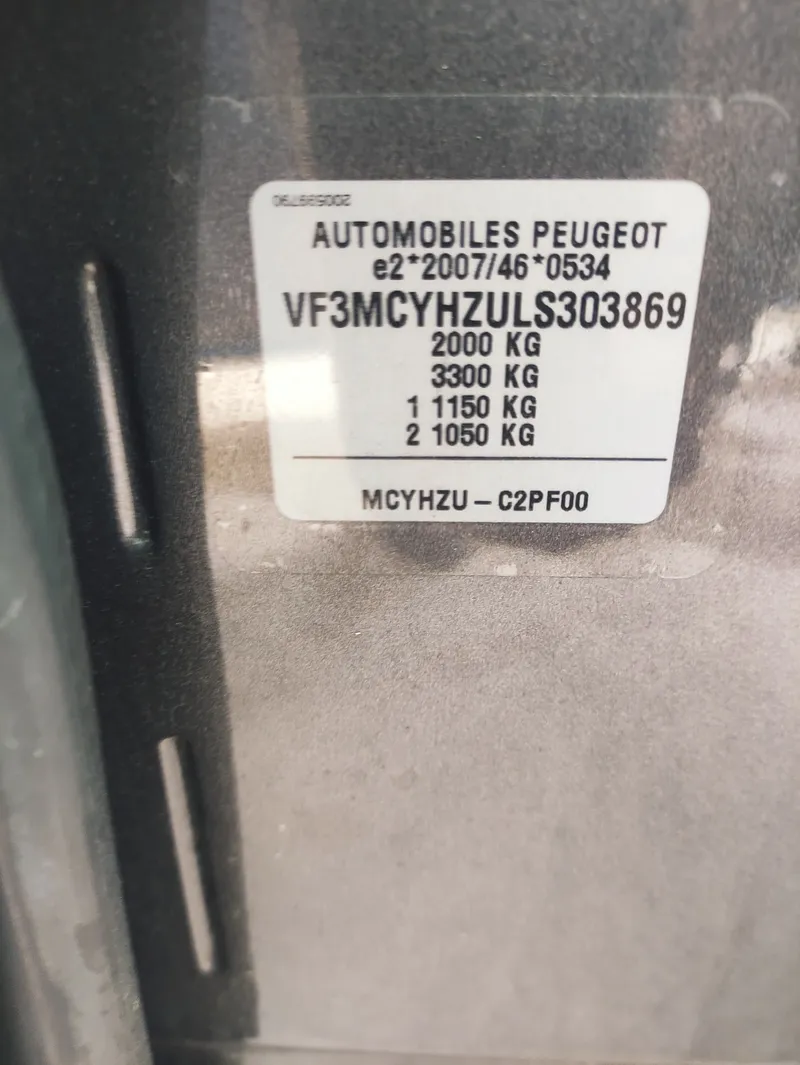 200599790
AUTOMOBILES PEUGEOT
e2*2007/46*0534
VF3MCYHZULS303869
2000 KG
3300 KG
1 1150 KG
2 1050 KG
MCYHZU – C2PF00